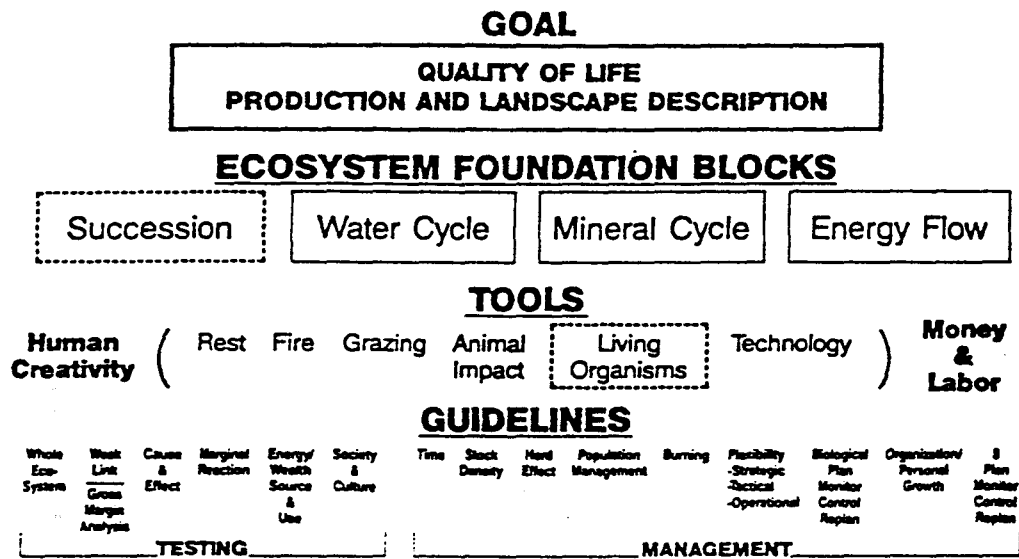 GOAL
QUALITY OF LIFE
PRODUCTION AND LANDSCAPE DESCRIPTION
ECOSYSTEM FOUNDATION BLOCKS
Succession Water Cycle Mineral Cycle Energy Flow
TOOLS
Human Creativity
( Rest Fire Grazing Animal Impact Living Organisms Technology )
Money & Labor
GUIDELINES
Whole Eco-System
Weak Link
Gross Margin Analysis
Cause & Effect
Marginal Reaction
Energy/ Wealth Source & Use
Society & Culture
Time
Stock Density
Herd Effect
Population Management
Burning
Flexibility
-Strategic
-Tactical
-Operational
Biological Plan Monitor Control Replan
Organization/ Personal Growth
$ Plan Monitor Control Replan
TESTING
MANAGEMENT